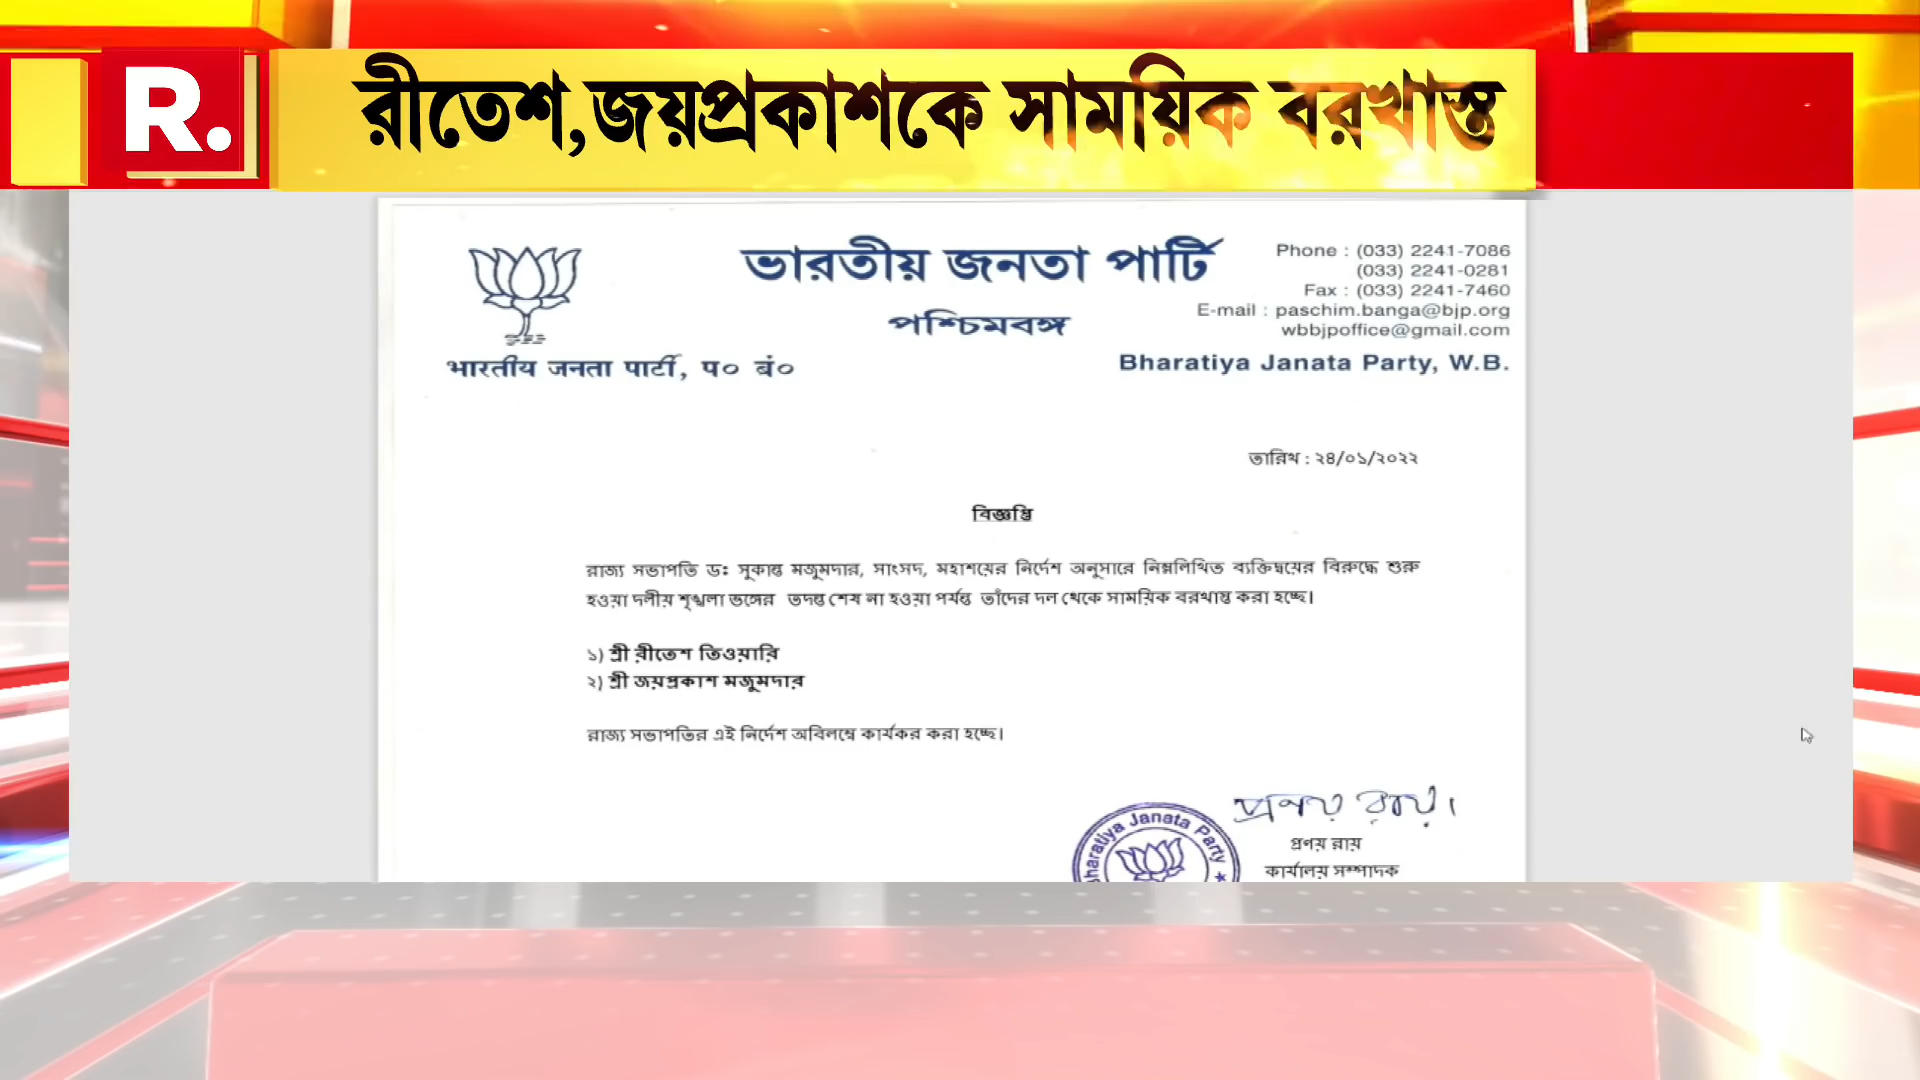 R.
রীতেশ,জয়প্রকাশকে সাময়িক বরখাস্ত
ভারতীয় জনতা পার্টি
পশ্চিমবঙ্গ
Phone : (033) 2241-7086
(033) 2241-0281
Fax : (033) 2241-7460
E-mail : paschim.banga@bjp.org
wbbjpoffice@gmail.com
भारतीय जनता पार्टी, प० बं०
Bharatiya Janata Party, W.B.
তারিখ : ২৪/০১/২০২২
বিজ্ঞপ্তি
রাজ্য সভাপতি ডঃ সুকান্ত মজুমদার, সাংসদ, মহাশয়ের নির্দেশ অনুসারে নিম্নলিখিত ব্যক্তিদ্বয়ের বিরুদ্ধে শুরু
হওয়া দলীয় শৃঙ্খলা ভঙ্গের তদন্ত শেষ না হওয়া পর্যন্ত তাঁদের দল থেকে সাময়িক বরখাস্ত করা হচ্ছে।
১) শ্রী রীতেশ তিওয়ারি
২) শ্রী জয়প্রকাশ মজুমদার
রাজ্য সভাপতির এই নির্দেশ অবিলম্বে কার্যকর করা হচ্ছে।
প্রণয় রায়।
Bharatiya Janata Party
প্রণয় রায়
কার্যালয় সম্পাদক